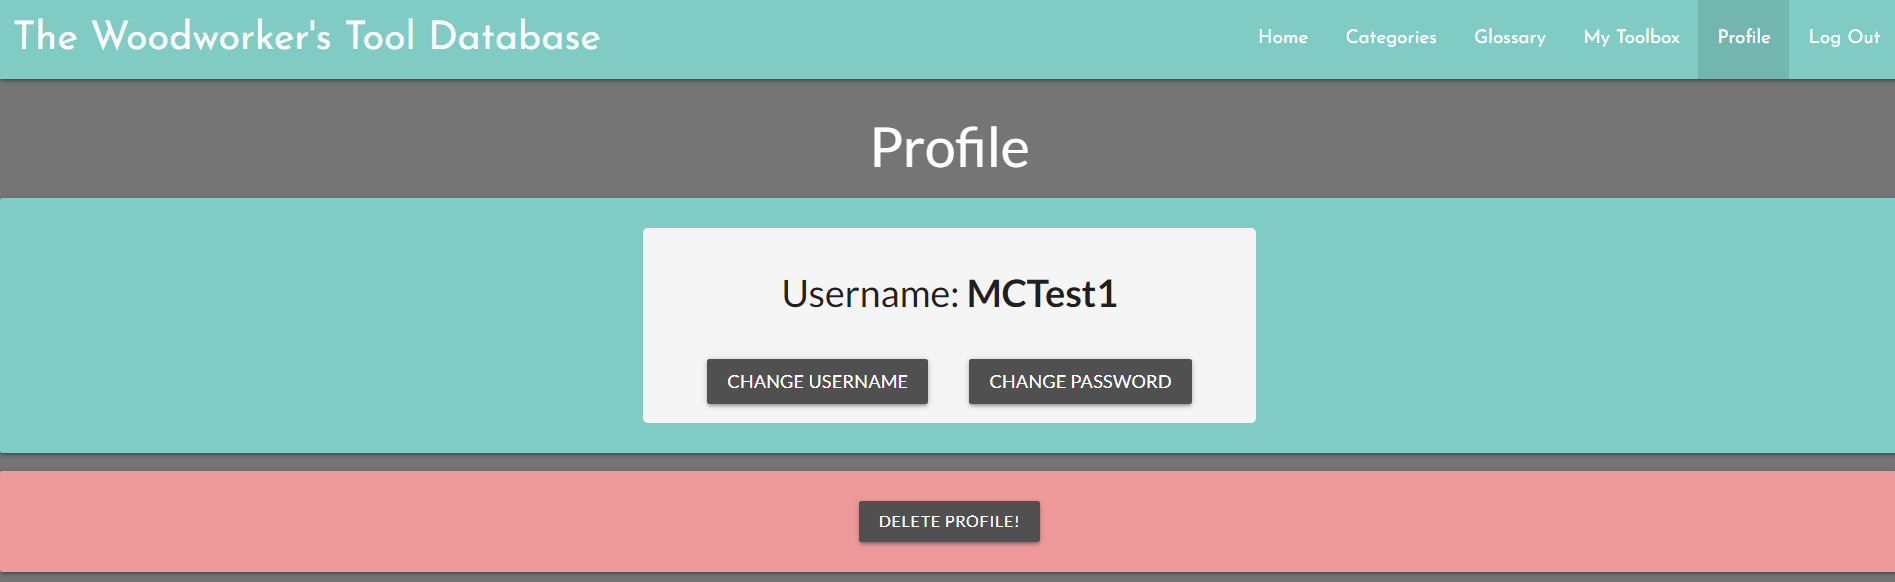 The Woodworker's Tool Database
Home Categories Glossary My Toolbox Profile Log Out
Profile
Username: MCTest1
CHANGE USERNAME CHANGE PASSWORD
DELETE PROFILE!